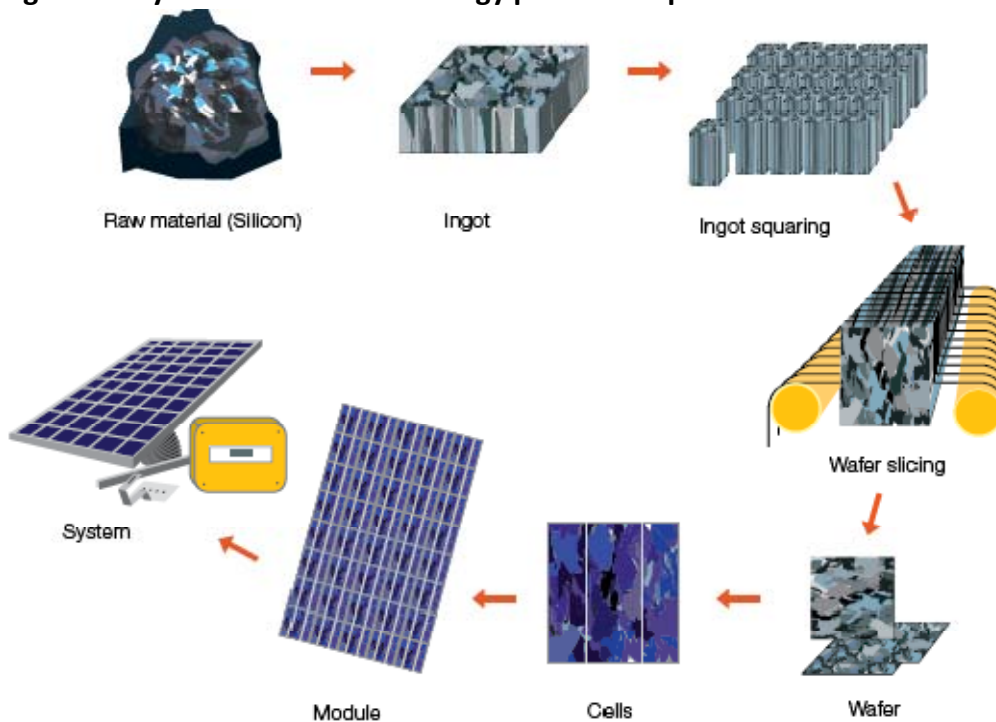 Raw material (Silicon)
Ingot
Ingot squaring
Wafer slicing
System
Module
Cells
Wafer